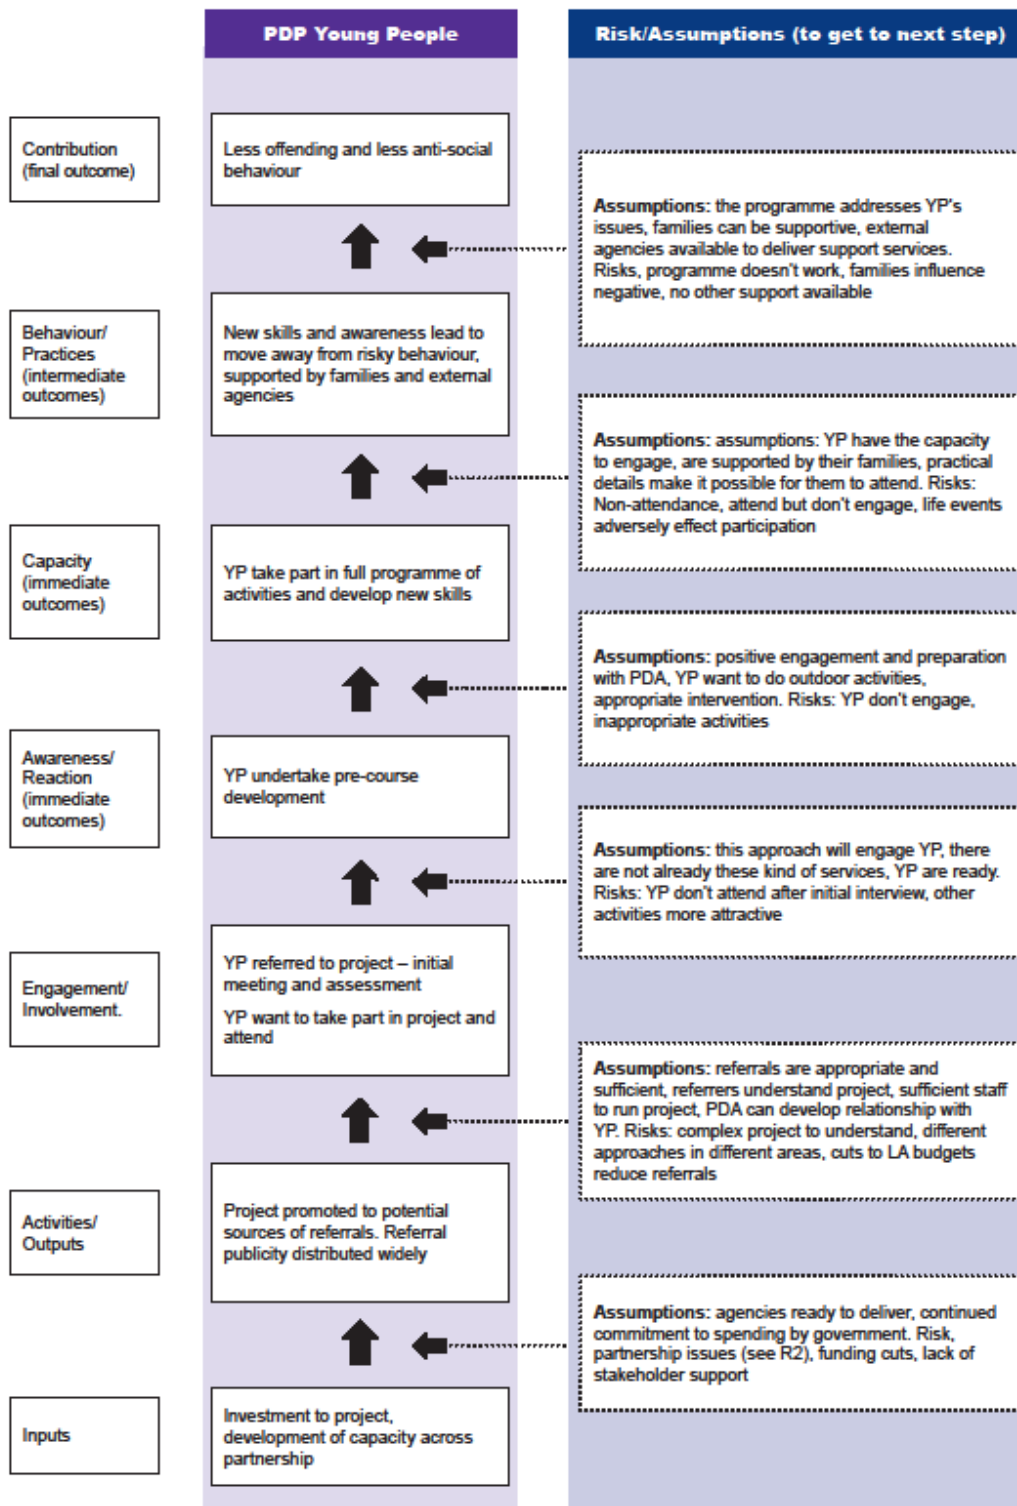 PDP Young People
Risk/Assumptions (to get to next step)
Contribution
(final outcome)
Less offending and less anti-social
behaviour
Assumptions: the programme addresses YP's
issues, families can be supportive, external
agencies available to deliver support services.
Risks, programme doesn't work, families influence
negative, no other support available
Behaviour/
Practices
(intermediate
outcomes)
New skills and awareness lead to
move away from risky behaviour,
supported by families and external
agencies
Assumptions: assumptions: YP have the capacity
to engage, are supported by their families, practical
details make it possible for them to attend. Risks:
Non-attendance, attend but don't engage, life events
adversely effect participation
Capacity
(immediate
outcomes)
YP take part in full programme of
activities and develop new skills
Assumptions: positive engagement and preparation
with PDA, YP want to do outdoor activities,
appropriate intervention. Risks: YP don't engage,
inappropriate activities
Awareness/
Reaction
(immediate
outcomes)
YP undertake pre-course
development
Assumptions: this approach will engage YP, there
are not already these kind of services, YP are ready.
Risks: YP don't attend after initial interview, other
activities more attractive
Engagement/
Involvement.
YP referred to project – initial
meeting and assessment
YP want to take part in project and
attend
Assumptions: referrals are appropriate and
sufficient, referrers understand project, sufficient staff
to run project, PDA can develop relationship with
YP. Risks: complex project to understand, different
approaches in different areas, cuts to LA budgets
reduce referrals
Activities/
Outputs
Project promoted to potential
sources of referrals. Referral
publicity distributed widely
Assumptions: agencies ready to deliver, continued
commitment to spending by government. Risk,
partnership issues (see R2), funding cuts, lack of
stakeholder support
Inputs
Investment to project,
development of capacity across
partnership